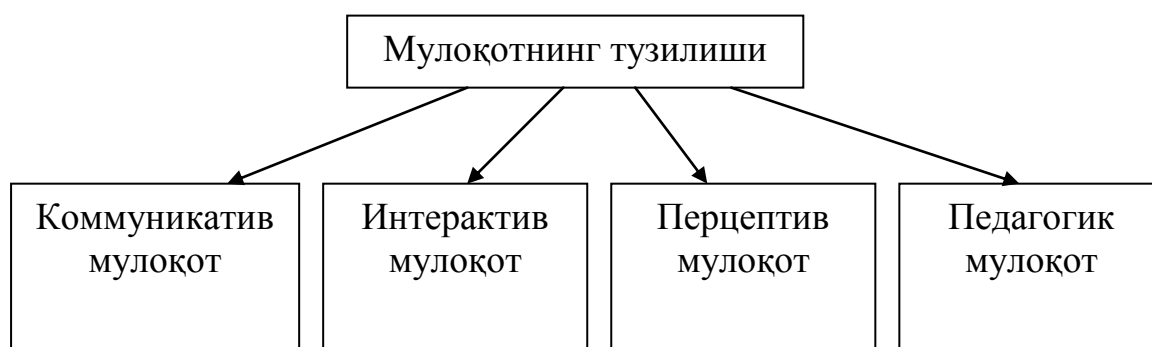 Мулоқотнинг тузилиши
Коммуникатив
мулоқот
Интерактив
мулоқот
Перцептив
мулоқот
Педагогик
мулоқот